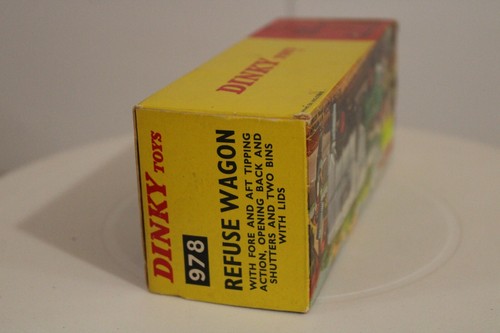 DINKY TOYS
DINKY TOYS
978
REFUSE WAGON
WITH FORE AND AFT TIPPING
ACTION, OPENING BACK AND
SHUTTERS AND TWO BINS
WITH LIDS